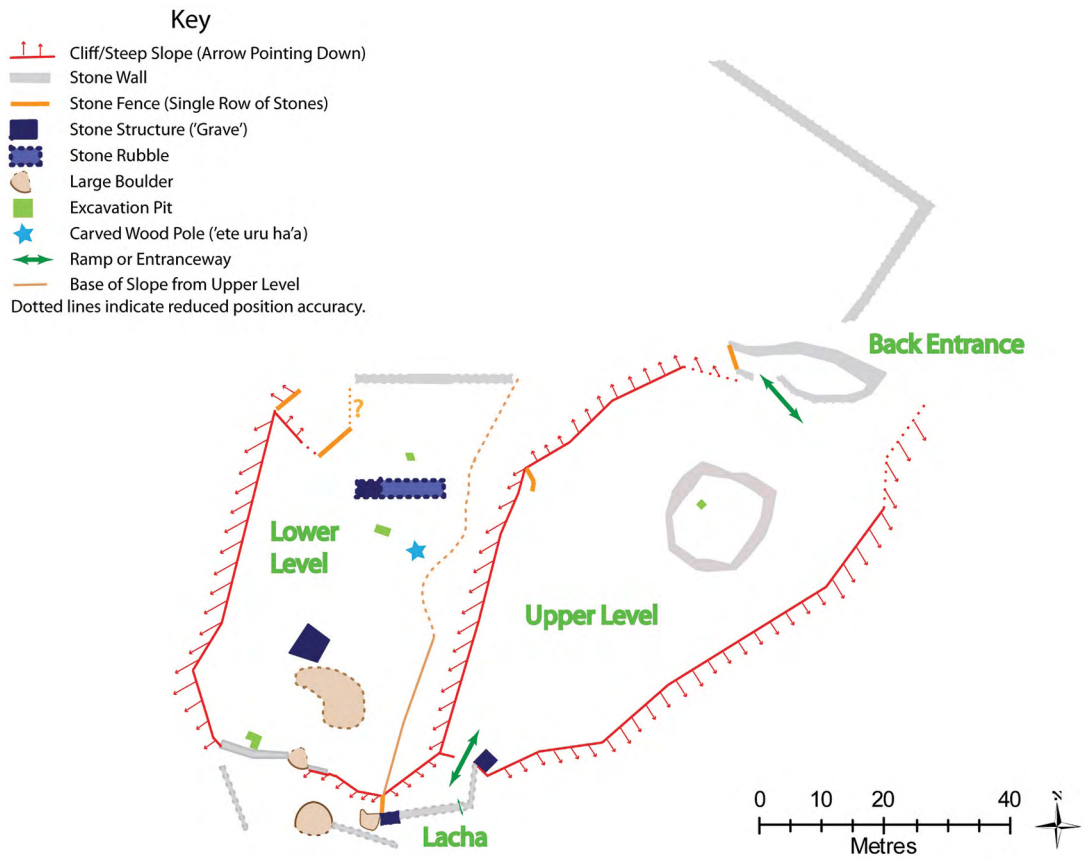 Key
Cliff/Steep Slope (Arrow Pointing Down)
Stone Wall
Stone Fence (Single Row of Stones)
Stone Structure ('Grave')
Stone Rubble
Large Boulder
Excavation Pit
Carved Wood Pole ('ete uru ha'a)
Ramp or Entranceway
Base of Slope from Upper Level
Dotted lines indicate reduced position accuracy.
Back Entrance
?
Lower
Level
Upper Level
Lacha
0 10 20 40
Metres
N